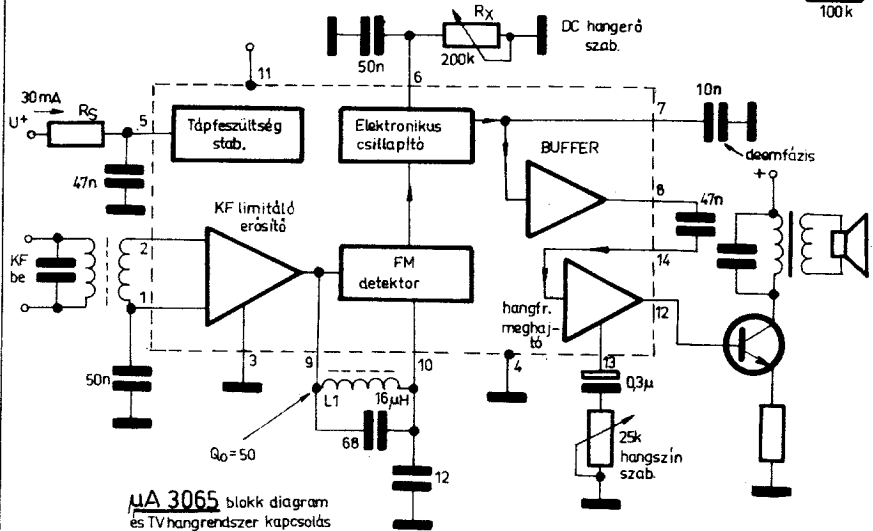 100k
Rx
200k
50n
DC hangerő
szab.
6
11
30mA
Rs
U+
5
47n
Tápfeszültség
stab.
Elektronikus
csillapító
7
10n
deemfázis
+
BUFFER
8
47n
KF limitáló
erősítő
KF
be
2
1
FM
detektor
14
hangfr.
meghaj-
tó
12
50n
3
9
10
4
13
L1
16µH
68
Qo=50
12
0,3µ
25k
hangszín
szab.
µA 3065 blokk diagram
és TV hangrendszer kapcsolás